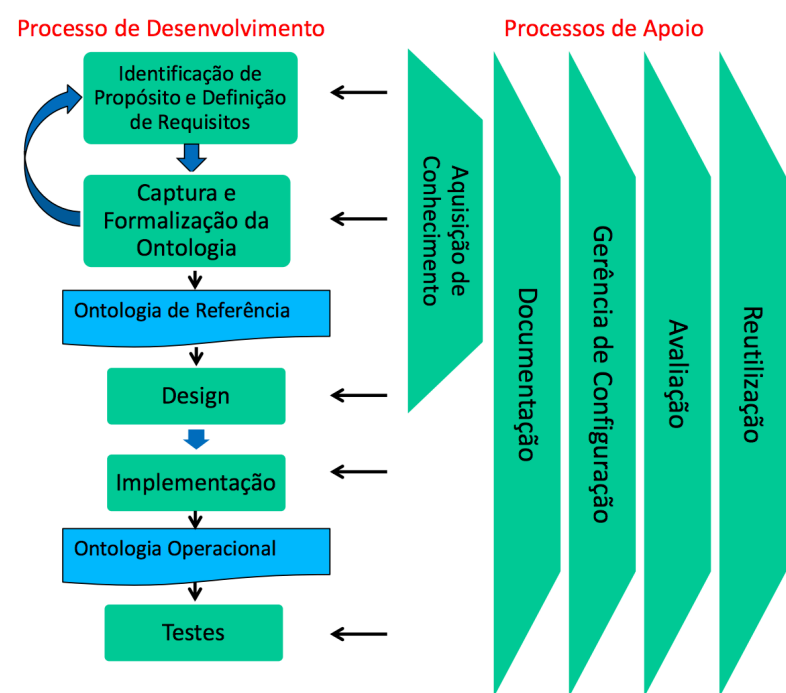 Processo de Desenvolvimento
Processos de Apoio
Identificação de
Propósito e Definição
de Requisitos
Captura e
Formalização da
Ontologia
Ontologia de Referência
Design
Implementação
Ontologia Operacional
Testes
Aquisição de
Conhecimento
Documentação
Gerência de Configuração
Avaliação
Reutilização